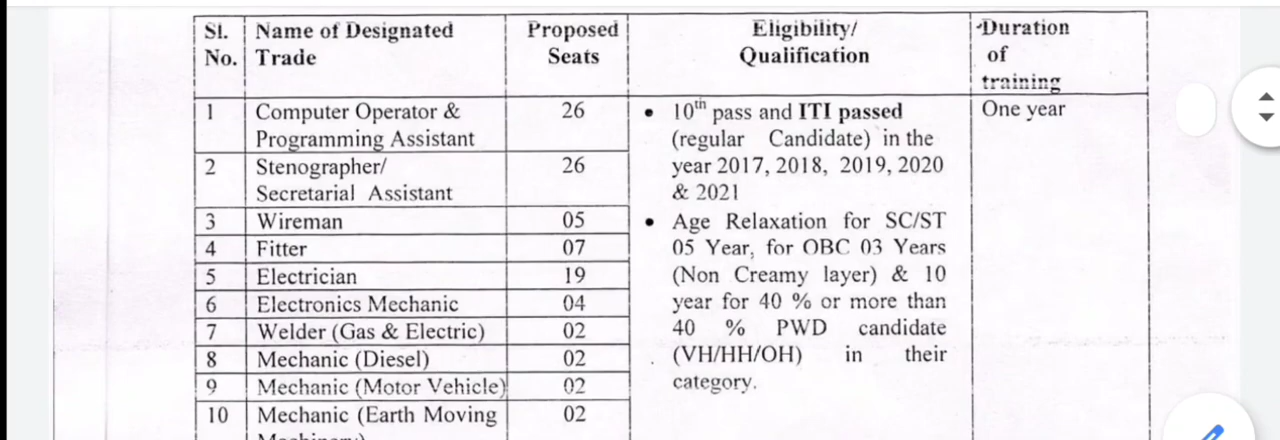 Sl. Name of Designated Proposed Eligibility/ Duration
No. Trade Seats Qualification of
training
1 Computer Operator & 26 • 10th pass and ITI passed One year
Programming Assistant (regular Candidate) in the
2 Stenographer/ 26 year 2017, 2018, 2019, 2020
Secretarial Assistant & 2021
3 Wireman 05 • Age Relaxation for SC/ST
4 Fitter 07 05 Year, for OBC 03 Years
5 Electrician 19 (Non Creamy layer) & 10
6 Electronics Mechanic 04 year for 40 % or more than
7 Welder (Gas & Electric) 02 40 % PWD candidate
8 Mechanic (Diesel) 02 (VH/HH/OH) in their
9 Mechanic (Motor Vehicle) 02 category.
10 Mechanic (Earth Moving 02